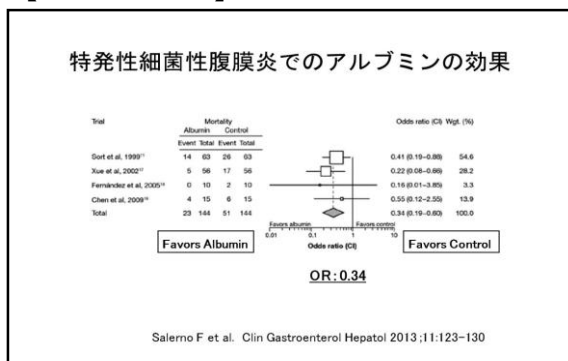 特発性細菌性腹膜炎でのアルブミンの効果
Trial Mortality Odds ratio (CI) Wgt. (%)
Albumin Control
Event Total Event Total
Sort et al, 1999¹¹ 14 63 26 63 0.41 (0.19–0.88) 54.6
Xue et al, 2002¹⁷ 5 56 17 56 0.22 (0.08–0.66) 28.2
Fernández et al, 2005 0 10 2 10 0.16 (0.01–3.85) 3.3
Chen et al, 2009 4 15 6 15 0.55 (0.12–2.55) 13.9
Total 23 144 51 144 0.34 (0.19–0.60) 100.0
Favors albumin Favors control
0.01 0.1 1 10
Favors Albumin Odds ratio (CI) Favors Control
OR:0.34
Salerno F et al. Clin Gastroenterol Hepatol 2013;11:123-130